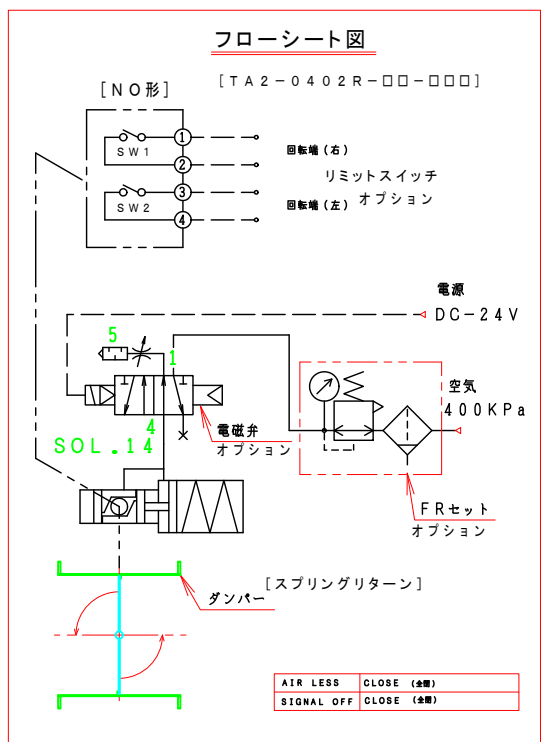 フローシート図
[TA2-0402R-□□-□□□]
[NO形]
1
SW1
2
回転端(右)
リミットスイッチ
オプション
3
SW2
4
回転端(左)
電源
DC-24V
5
1
空気
400KPa
4
SOL.14
電磁弁
オプション
FRセット
オプション
[スプリングリターン]
ダンパー
AIR LESS CLOSE (全閉)
SIGNAL OFF CLOSE (全閉)